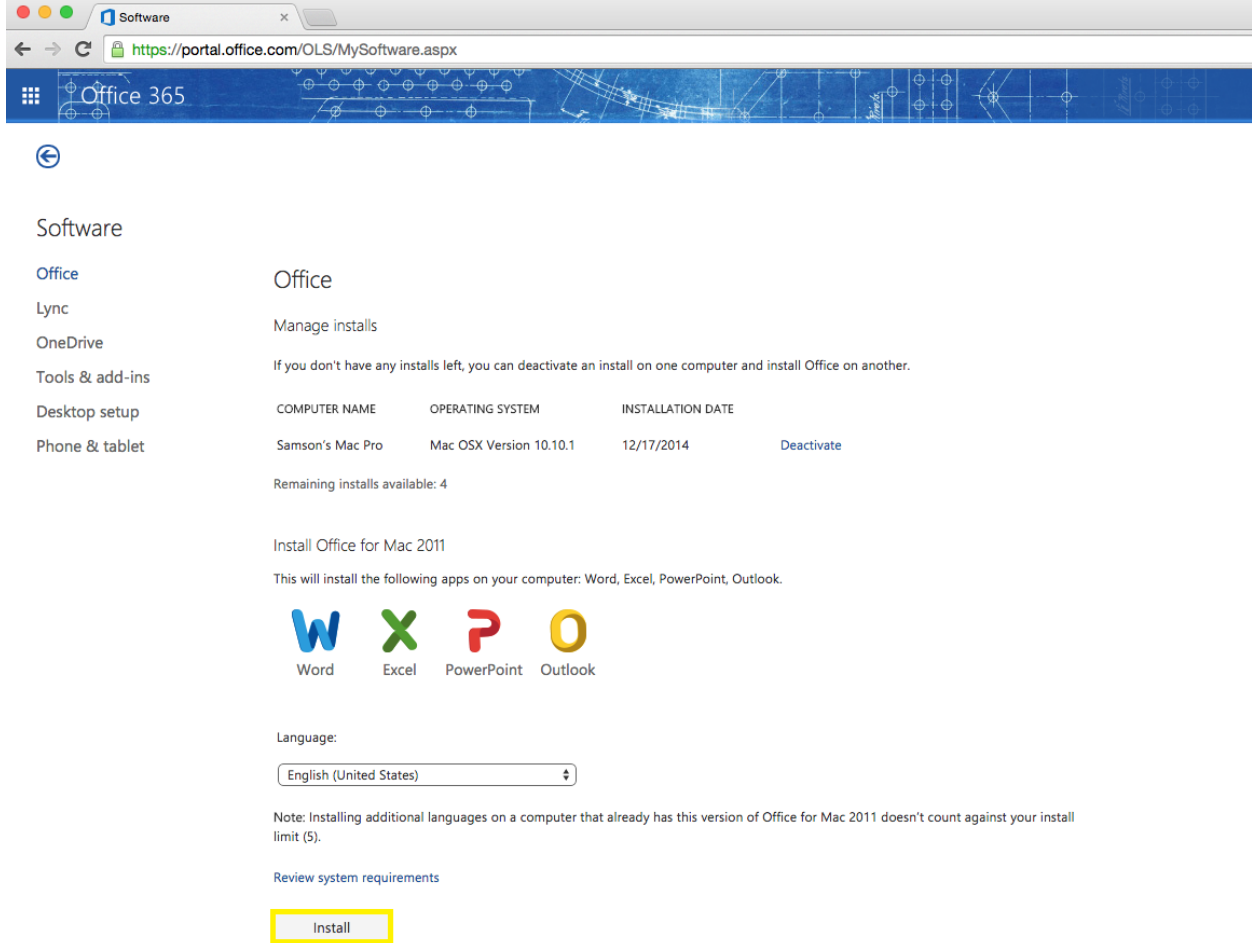 Software
https://portal.office.com/OLS/MySoftware.aspx
Office 365
Software
Office
Lync
OneDrive
Tools & add-ins
Desktop setup
Phone & tablet
Office
Manage installs
If you don't have any installs left, you can deactivate an install on one computer and install Office on another.
COMPUTER NAME OPERATING SYSTEM INSTALLATION DATE
Samson's Mac Pro Mac OSX Version 10.10.1 12/17/2014 Deactivate
Remaining installs available: 4
Install Office for Mac 2011
This will install the following apps on your computer: Word, Excel, PowerPoint, Outlook.
Word Excel PowerPoint Outlook
Language:
English (United States)
Note: Installing additional languages on a computer that already has this version of Office for Mac 2011 doesn't count against your install
limit (5).
Review system requirements
Install